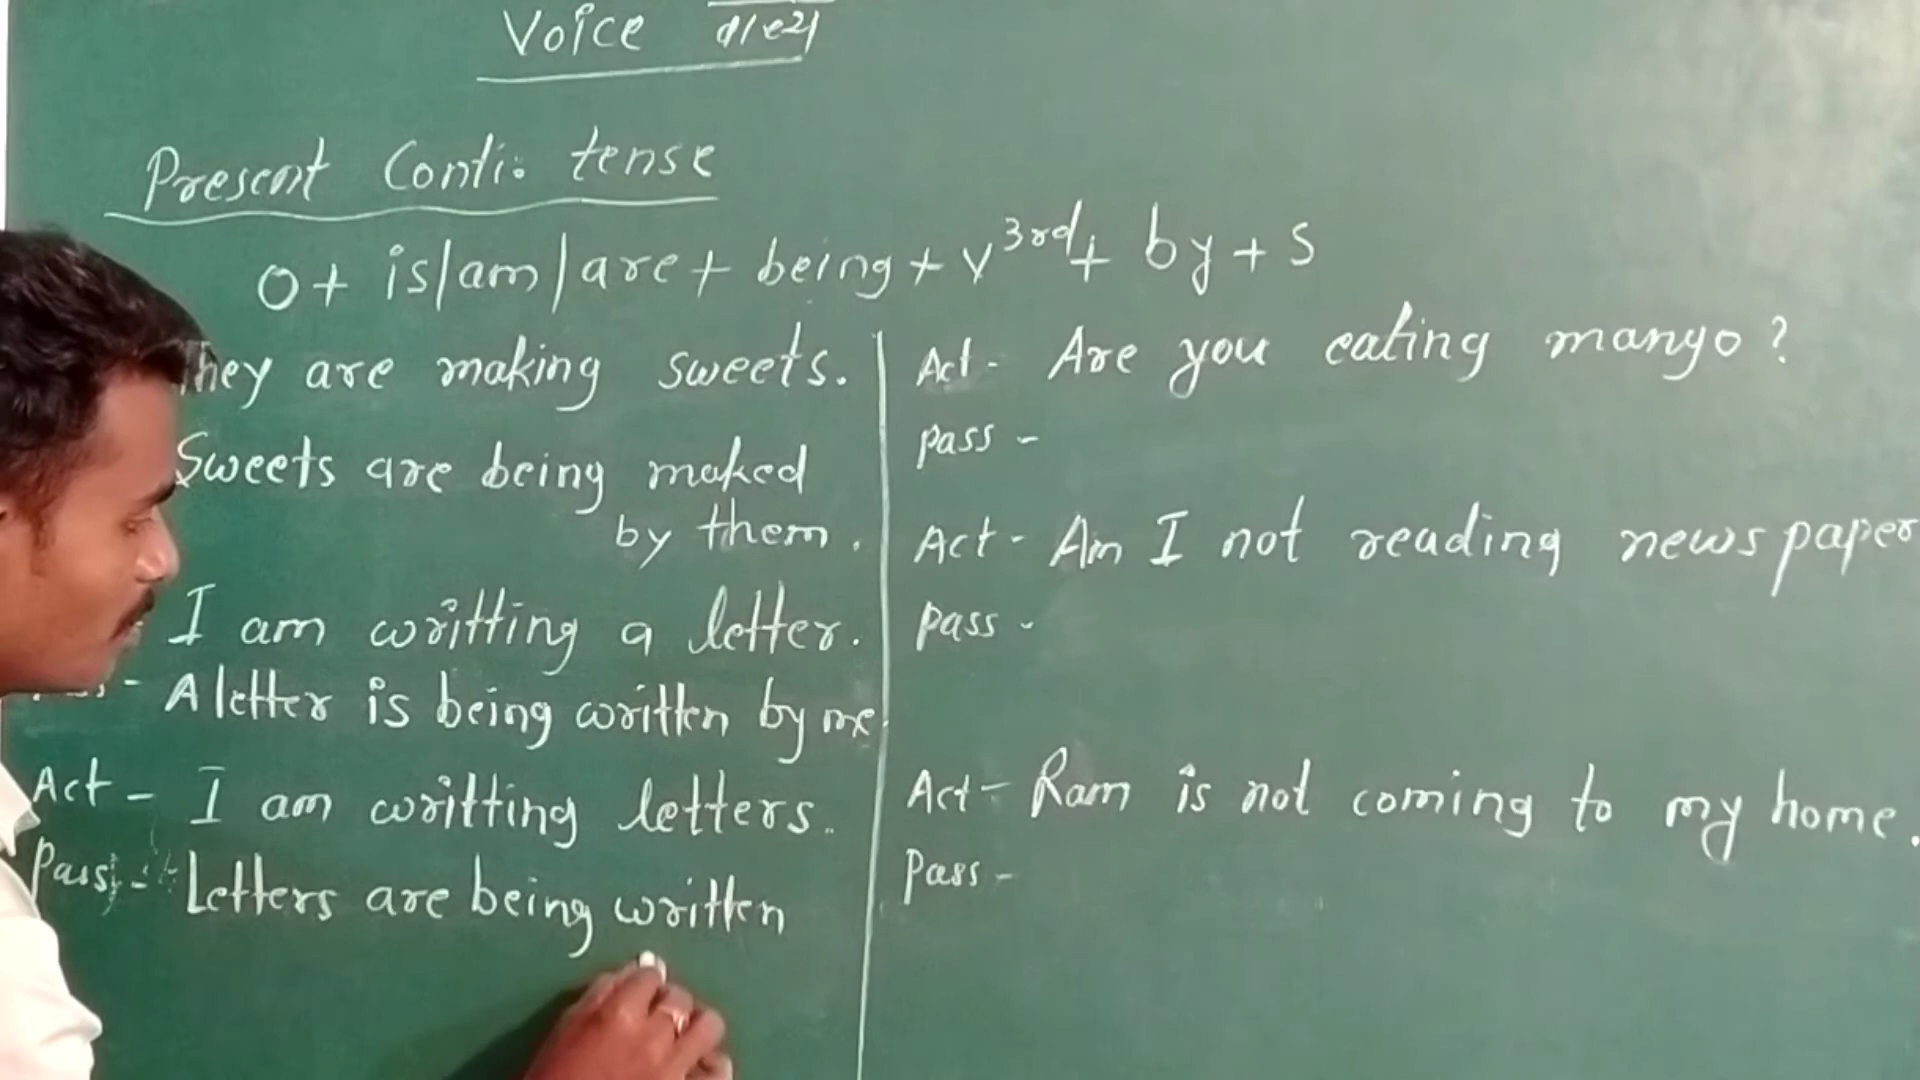 Voice वाच्य
Present Conti. tense
O + is/am/are + being + V3rd + by + S
They are making sweets.
Sweets are being maked
by them.
I am writting a letter.
A letter is being written by me.
Act - I am writting letters.
Pass - Letters are being written
Act - Are you eating mango?
Pass -
Act - Am I not reading newspaper
Pass -
Act - Ram is not coming to my home.
Pass -